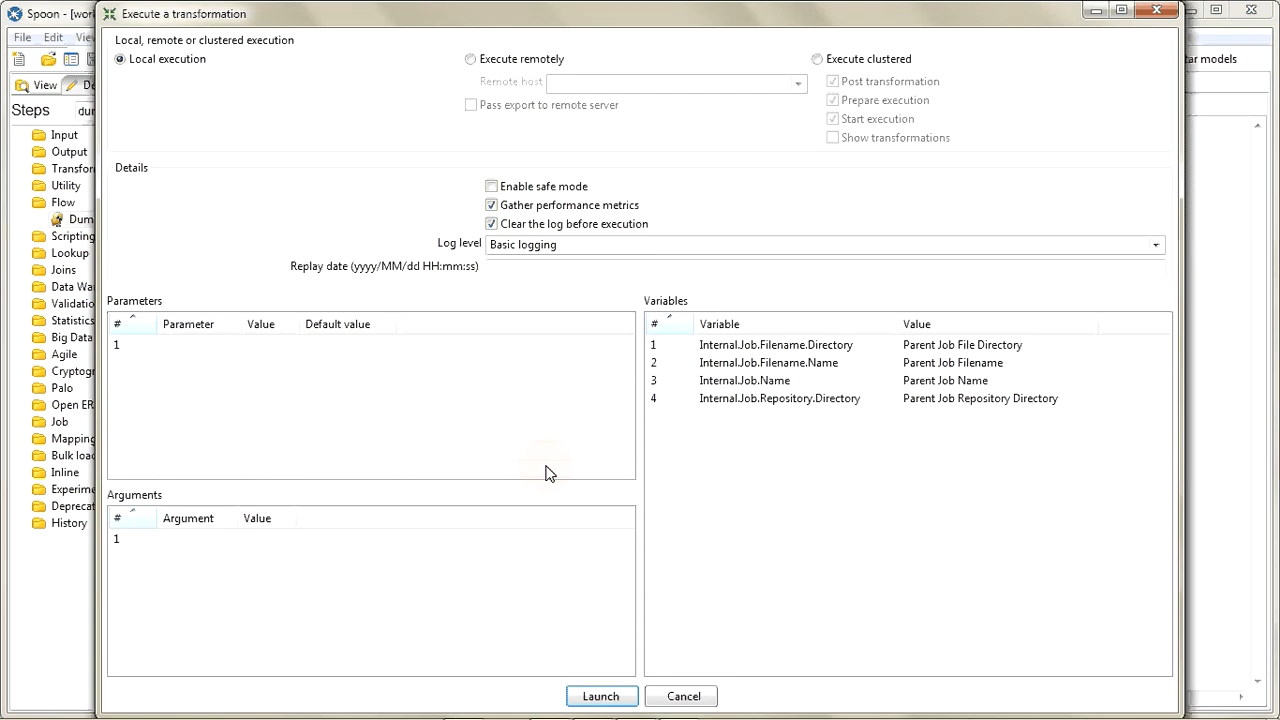 Spoon - [wor
Execute a transformation
File Edit Vie
Local, remote or clustered execution
Local execution
Execute remotely
Execute clustered
tar models
Remote host
Post transformation
View
De
Pass export to remote server
Prepare execution
Steps
dur
Start execution
Show transformations
Input
Output
Transfor
Utility
Flow
Dum
Scripting
Lookup
Joins
Data Wa
Validatio
Statistics
Big Data
Agile
Cryptog
Palo
Open ER
Job
Mapping
Bulk loa
Inline
Experime
Deprecat
History
Details
Enable safe mode
Gather performance metrics
Clear the log before execution
Log level Basic logging
Replay date (yyyy/MM/dd HH:mm:ss)
Parameters
# Parameter Value Default value
1
Arguments
# Argument Value
1
Variables
# Variable Value
1 Internal.Job.Filename.Directory Parent Job File Directory
2 Internal.Job.Filename.Name Parent Job Filename
3 Internal.Job.Name Parent Job Name
4 Internal.Job.Repository.Directory Parent Job Repository Directory
Launch Cancel